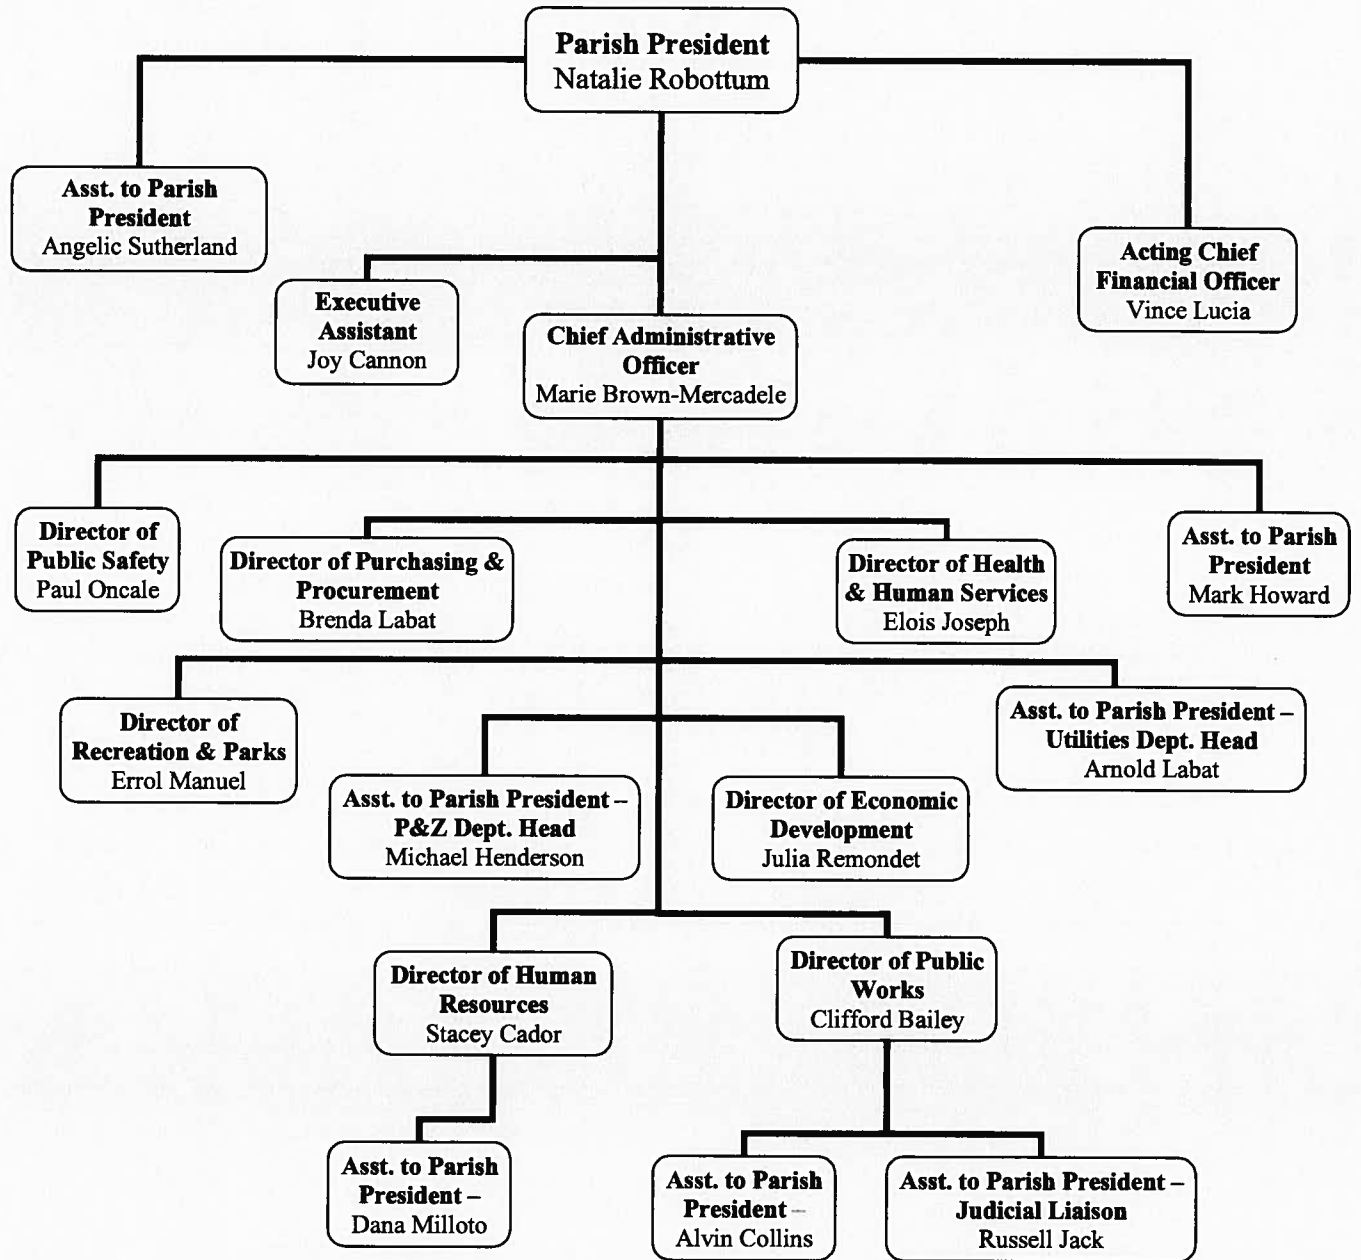 Parish President
Natalie Robottum
Asst. to Parish
President
Angelic Sutherland
Executive
Assistant
Joy Cannon
Chief Administrative
Officer
Marie Brown-Mercadele
Acting Chief
Financial Officer
Vince Lucia
Director of
Public Safety
Paul Oncale
Director of Purchasing &
Procurement
Brenda Labat
Director of Health
& Human Services
Elois Joseph
Asst. to Parish
President
Mark Howard
Director of
Recreation & Parks
Errol Manuel
Asst. to Parish President –
P&Z Dept. Head
Michael Henderson
Director of Economic
Development
Julia Remondet
Asst. to Parish President –
Utilities Dept. Head
Arnold Labat
Director of Human
Resources
Stacey Cador
Director of Public
Works
Clifford Bailey
Asst. to Parish
President –
Dana Milloto
Asst. to Parish
President –
Alvin Collins
Asst. to Parish President –
Judicial Liaison
Russell Jack